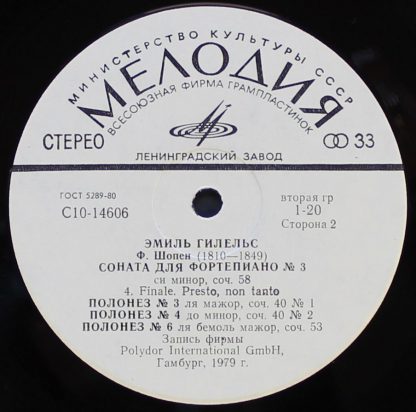 МИНИСТЕРСТВО КУЛЬТУРЫ СССР
МЕЛОДИЯ
ВСЕСОЮЗНАЯ ФИРМА ГРАМПЛАСТИНОК
СТЕРЕО
33
ЛЕНИНГРАДСКИЙ ЗАВОД
ГОСТ 5289-80
С10-14606
вторая гр
1-20
Сторона 2
ЭМИЛЬ ГИЛЕЛЬС
Ф. Шопен (1810—1849)
СОНАТА ДЛЯ ФОРТЕПИАНО № 3
си минор, соч. 58
4. Finale. Presto, non tanto
ПОЛОНЕЗ № 3 ля мажор, соч. 40 № 1
ПОЛОНЕЗ № 4 до минор, соч. 40 № 2
ПОЛОНЕЗ № 6 ля бемоль мажор, соч. 53
Запись фирмы
Polydor International GmbH,
Гамбург, 1979 г.